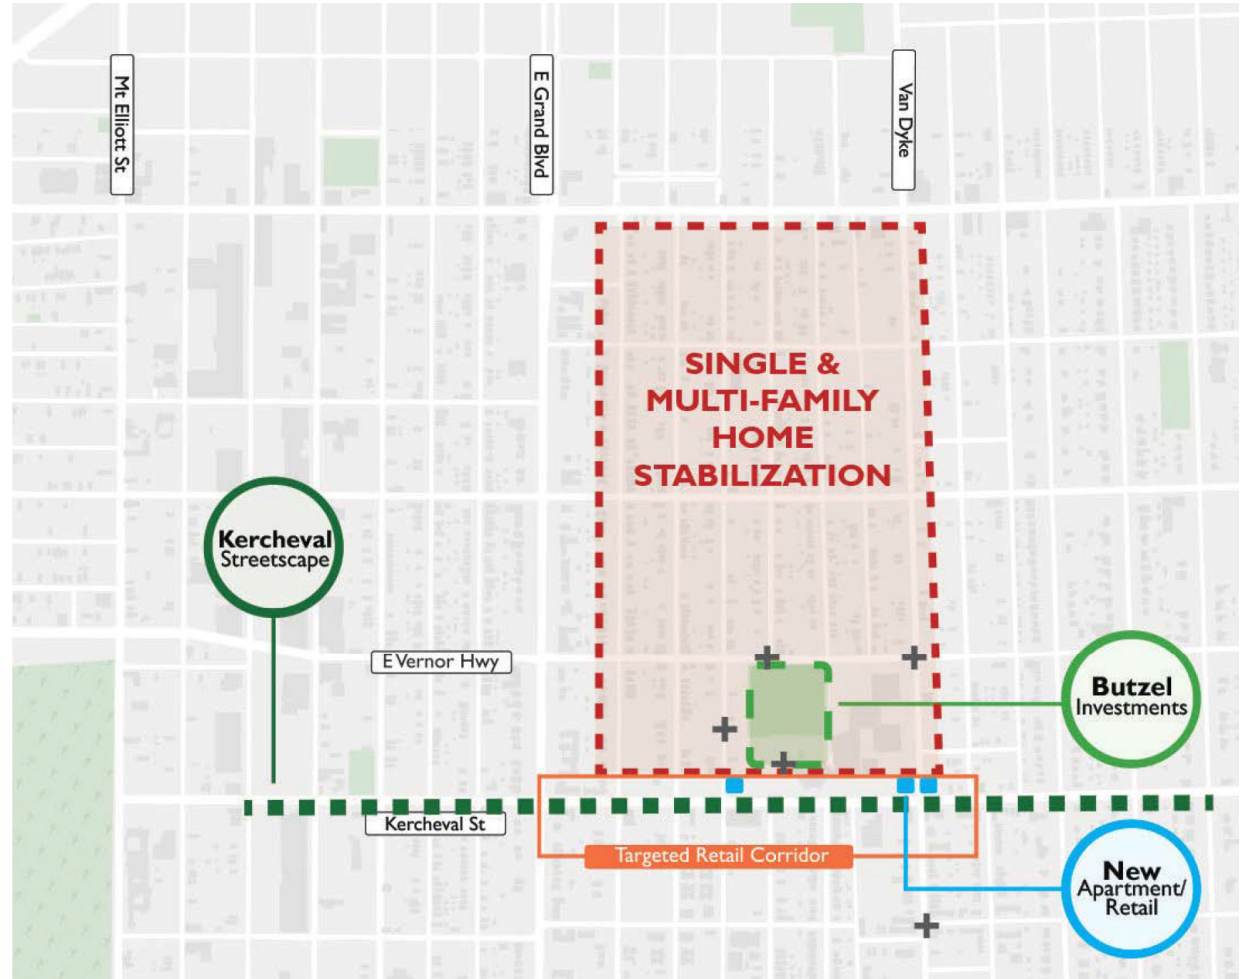 Mt Elliott St
E Grand Blvd
Van Dyke
SINGLE &
MULTI-FAMILY
HOME
STABILIZATION
Kercheval
Streetscape
E Vernor Hwy
Butzel
Investments
Kercheval St
Targeted Retail Corridor
New
Apartment/
Retail